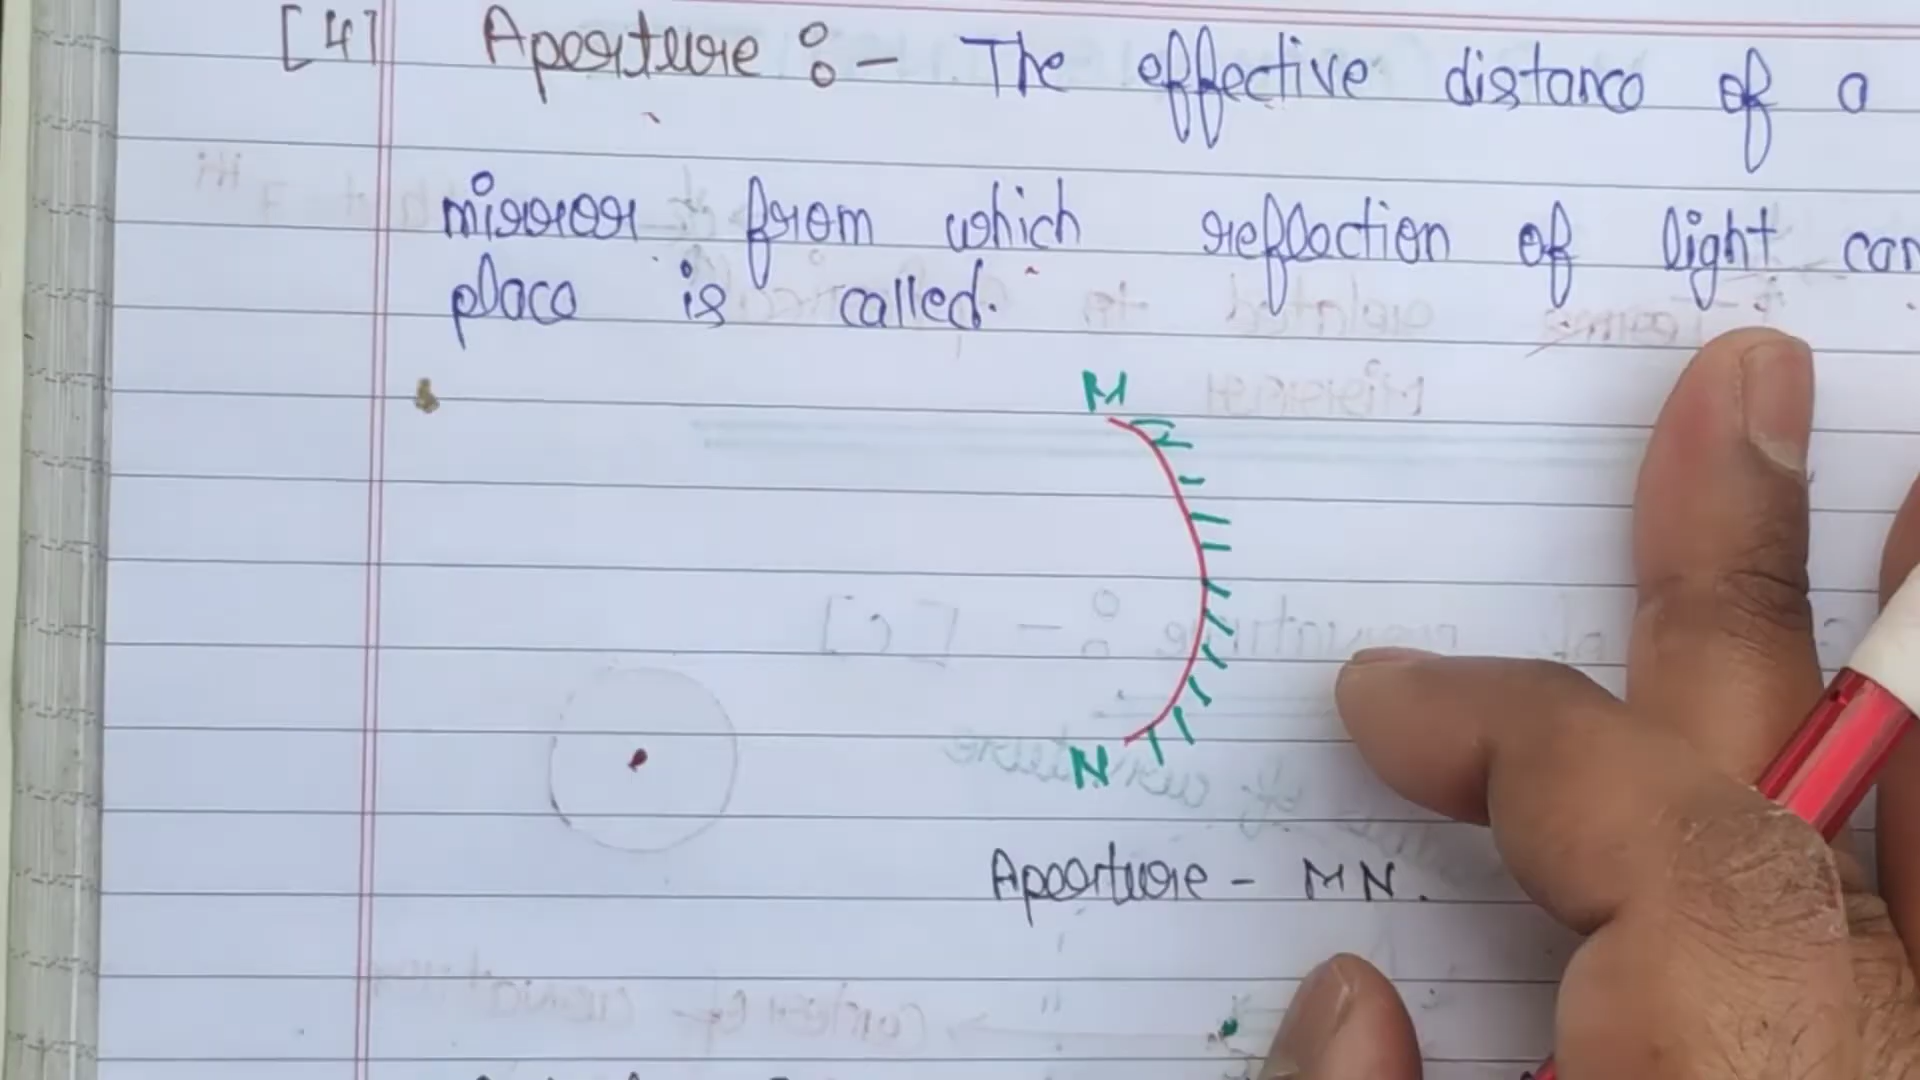 [4] Aperture :- The effective distance of a
mirror from which reflection of light can
place is called.
M
N
Aperture - MN.